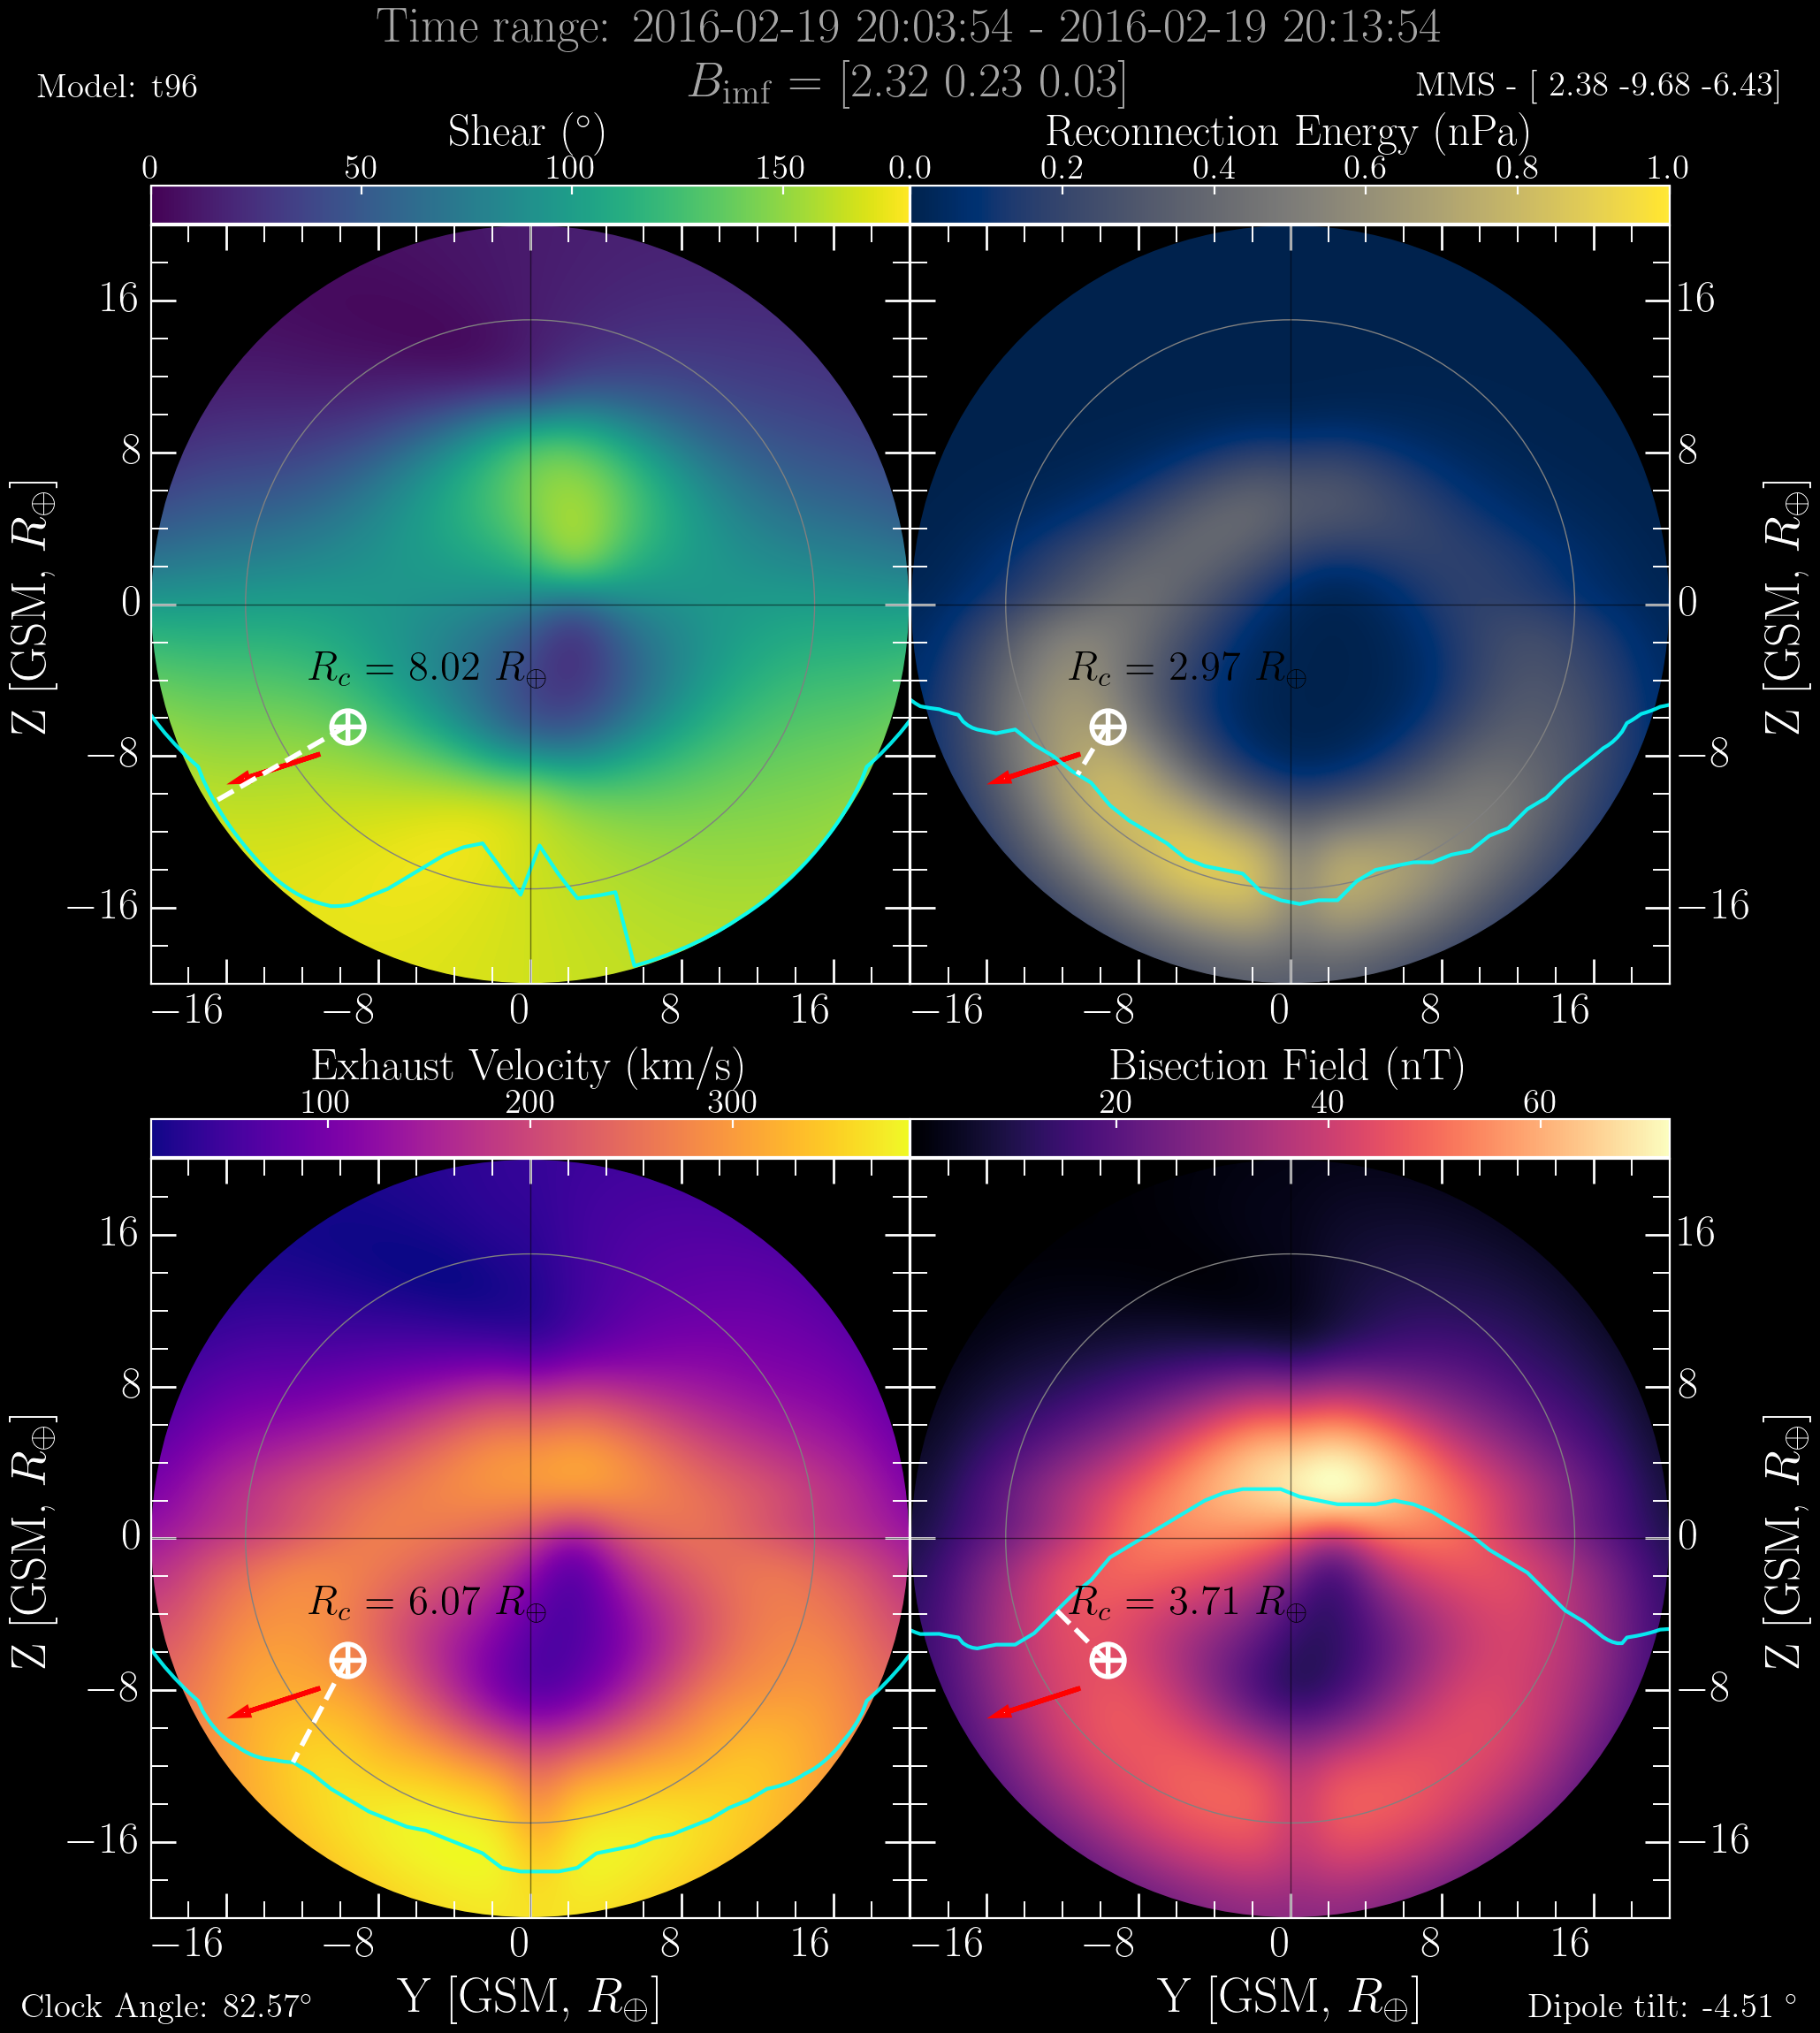 Time range: 2016-02-19 20:03:54 - 2016-02-19 20:13:54
Model: t96
B_imf = [2.32 0.23 0.03]
MMS - [ 2.38 -9.68 -6.43]
Shear (°)
Reconnection Energy (nPa)
0 50 100 150 0.0 0.2 0.4 0.6 0.8 1.0
16 16
8 8
Z [GSM, R⊕] Z [GSM, R⊕]
0 0
R_c = 8.02 R⊕ R_c = 2.97 R⊕
−8 −8
−16 −16
−16 −8 0 8 16 −16 −8 0 8 16
Exhaust Velocity (km/s)
Bisection Field (nT)
100 200 300 20 40 60
16 16
8 8
Z [GSM, R⊕] Z [GSM, R⊕]
0 0
R_c = 6.07 R⊕ R_c = 3.71 R⊕
−8 −8
−16 −16
−16 −8 0 8 16 −16 −8 0 8 16
Y [GSM, R⊕] Y [GSM, R⊕]
Clock Angle: 82.57° Dipole tilt: -4.51 °